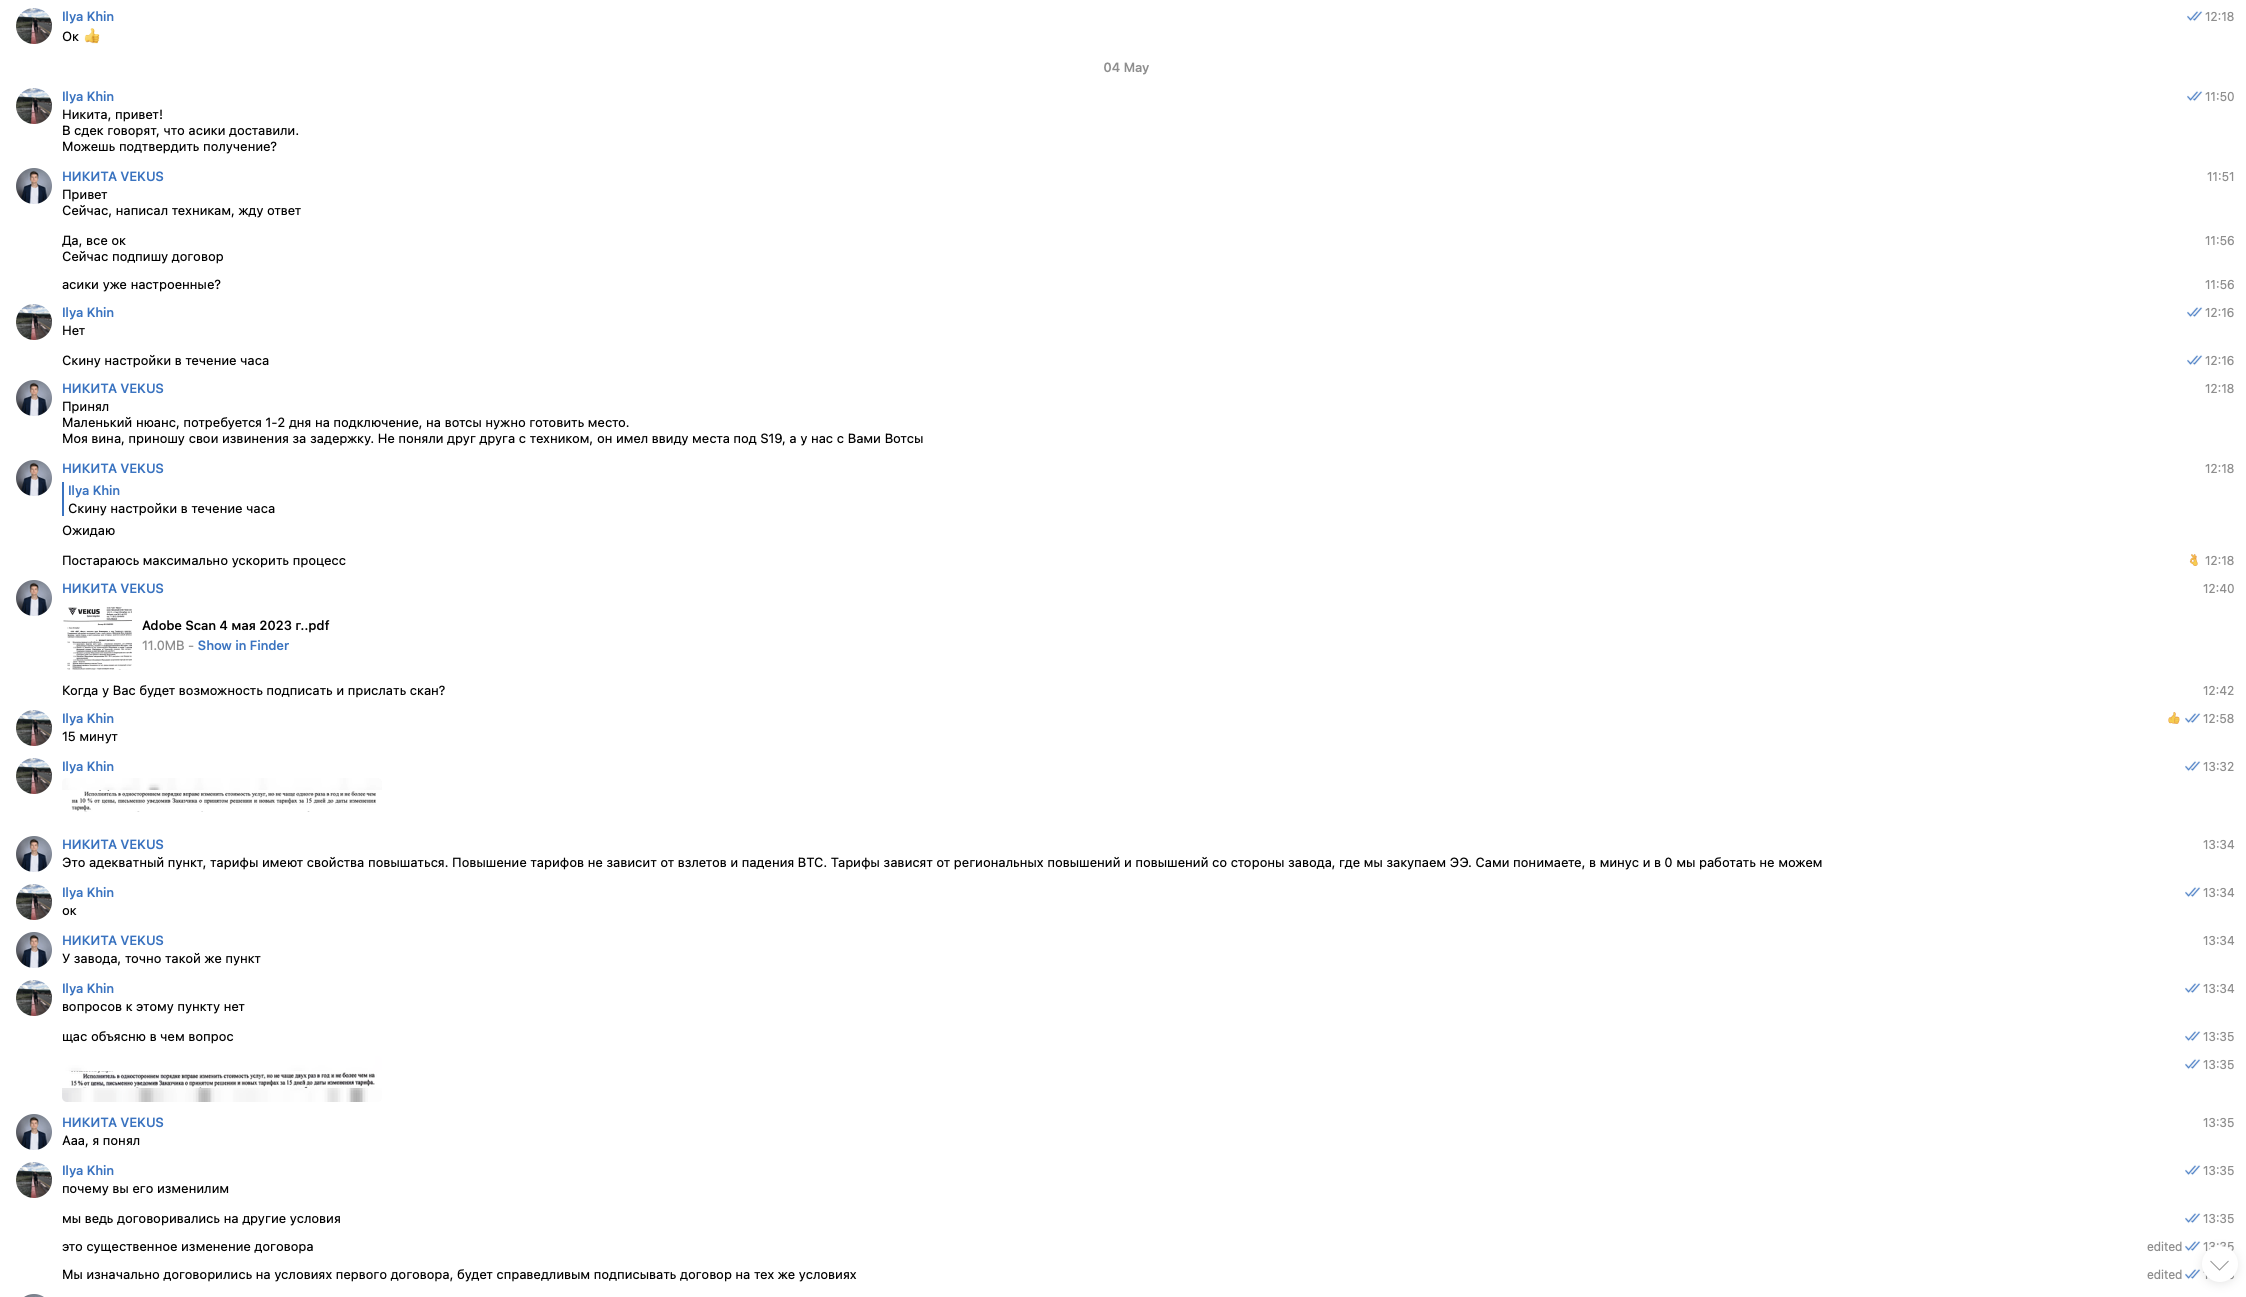 Ilya Khin
12:18
Ок 👍
04 May
Ilya Khin
11:50
Никита, привет!
В сдек говорят, что асики доставили.
Можешь подтвердить получение?
НИКИТА VEKUS
11:51
Привет
Сейчас, написал техникам, жду ответ
Да, все ок
11:56
Сейчас подпишу договор
асики уже настроенные?
11:56
Ilya Khin
12:16
Нет
Скину настройки в течение часа
12:16
НИКИТА VEKUS
12:18
Принял
Маленький нюанс, потребуется 1-2 дня на подключение, на вотсы нужно готовить место.
Моя вина, приношу свои извинения за задержку. Не поняли друг друга с техником, он имел ввиду места под S19, а у нас с Вами Вотсы
НИКИТА VEKUS
12:18
Ilya Khin
Скину настройки в течение часа
Ожидаю
Постараюсь максимально ускорить процесс
👌 12:18
НИКИТА VEKUS
12:40
VEKUS
Adobe Scan 4 мая 2023 г..pdf
11.0MB - Show in Finder
Когда у Вас будет возможность подписать и прислать скан?
12:42
Ilya Khin
👍 12:58
15 минут
Ilya Khin
13:32
Исполнитель в одностороннем порядке вправе изменить стоимость услуг, но не чаще одного раза в год и не более чем
на 10 % от цены, письменно уведомив Заказчика о принятом решении и новых тарифах за 15 дней до даты изменения
тарифа.
НИКИТА VEKUS
13:34
Это адекватный пункт, тарифы имеют свойства повышаться. Повышение тарифов не зависит от взлетов и падения ВТС. Тарифы зависят от региональных повышений и повышений со стороны завода, где мы закупаем ЭЭ. Сами понимаете, в минус и в 0 мы работать не можем
Ilya Khin
13:34
ок
НИКИТА VEKUS
13:34
У завода, точно такой же пункт
Ilya Khin
13:34
вопросов к этому пункту нет
щас объясню в чем вопрос
13:35
13:35
Исполнитель в одностороннем порядке вправе изменить стоимость услуг, но не чаще двух раз в год и не более чем на
15 % от цены, письменно уведомив Заказчика о принятом решении и новых тарифах за 15 дней до даты изменения тарифа.
НИКИТА VEKUS
13:35
Ааа, я понял
Ilya Khin
13:35
почему вы его изменилим
мы ведь договоривались на другие условия
13:35
это существенное изменение договора
edited 13:35
Мы изначально договорились на условиях первого договора, будет справедливым подписывать договор на тех же условиях
edited